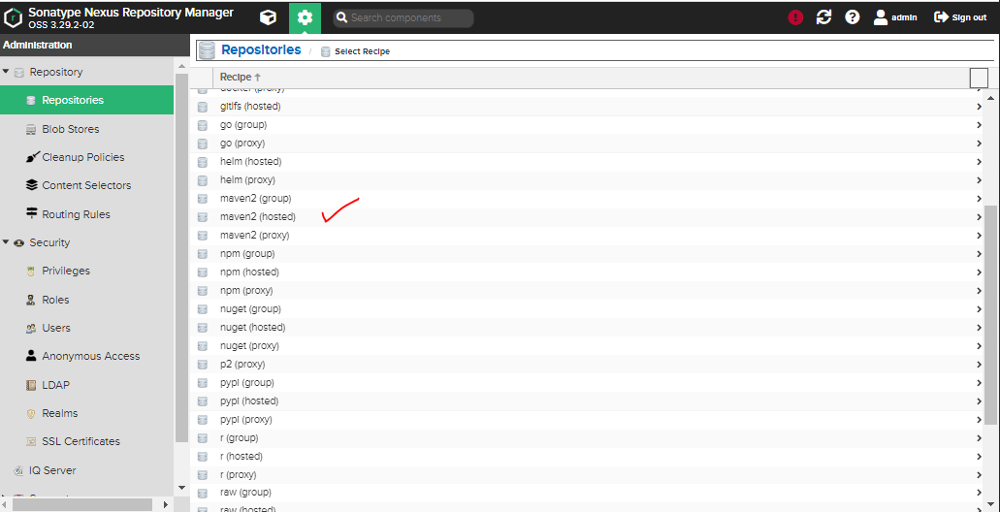 Sonatype Nexus Repository Manager
OSS 3.29.2-02
Search components
admin
Sign out
Administration
Repository
Repositories
Blob Stores
Cleanup Policies
Content Selectors
Routing Rules
Security
Privileges
Roles
Users
Anonymous Access
LDAP
Realms
SSL Certificates
IQ Server
Repositories / Select Recipe
Recipe
docker (proxy)
gitlfs (hosted)
go (group)
go (proxy)
helm (hosted)
helm (proxy)
maven2 (group)
maven2 (hosted)
maven2 (proxy)
npm (group)
npm (hosted)
npm (proxy)
nuget (group)
nuget (hosted)
nuget (proxy)
p2 (proxy)
pypi (group)
pypi (hosted)
pypi (proxy)
r (group)
r (hosted)
r (proxy)
raw (group)
raw (hosted)